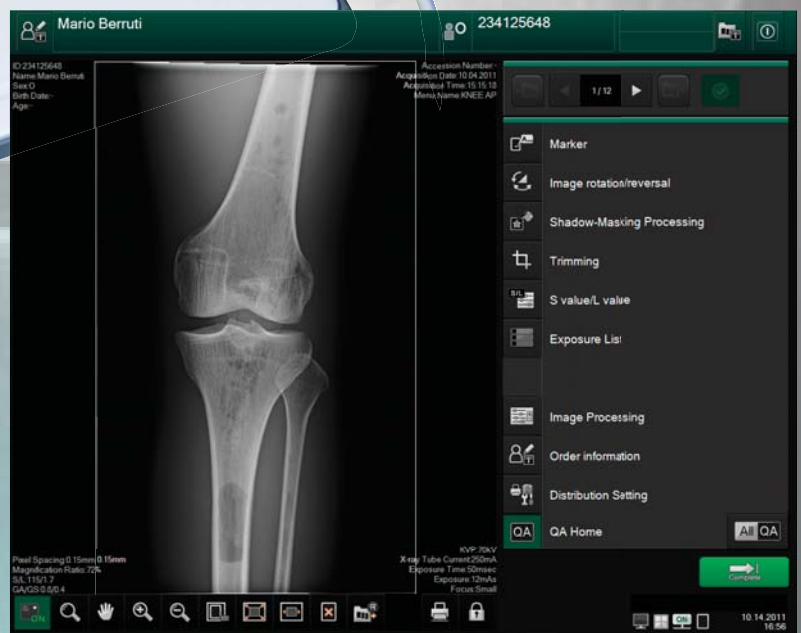 Mario Berruti
234125648
ID:234125648
Name:Mario Berruti
Sex:O
Birth Date:-
Age:-
Accession Number:-
Acquisition Date:10.04.2011
Acquisition Time:15:15:18
Menu Name:KNEE AP
1/12
Marker
Image rotation/reversal
Shadow-Masking Processing
Trimming
S/L
S value/L value
Exposure List
Image Processing
Order information
Distribution Setting
QA
QA Home
All QA
Pixel Spacing:0.15mm 0.15mm
Magnification Ratio:72%
S/L:115/1.7
GA/GS:0.8/0.4
KVP:70kV
X-ray Tube Current:250mA
Exposure Time:50msec
Exposure:12mAs
Focus:Small
Complete
ON
R
ON
10.14.2011
16:56